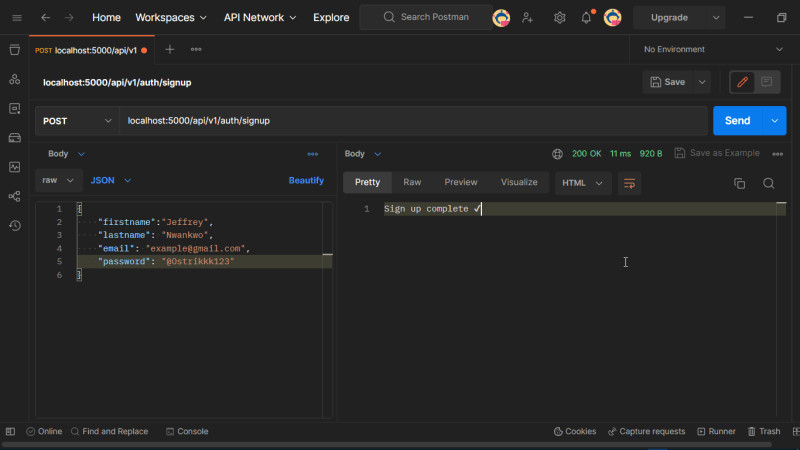 Home Workspaces API Network Explore Search Postman Upgrade
POST localhost:5000/api/v1 No Environment
localhost:5000/api/v1/auth/signup Save
POST localhost:5000/api/v1/auth/signup Send
Body Body 200 OK 11 ms 920 B Save as Example
raw JSON Beautify Pretty Raw Preview Visualize HTML
1 {
2 "firstname":"Jeffrey",
3 "lastname": "Nwankwo",
4 "email": "example@gmail.com",
5 "password": "@Ostrikkk123"
6 }
1 Sign up complete ✓
Online Find and Replace Console Cookies Capture requests Runner Trash